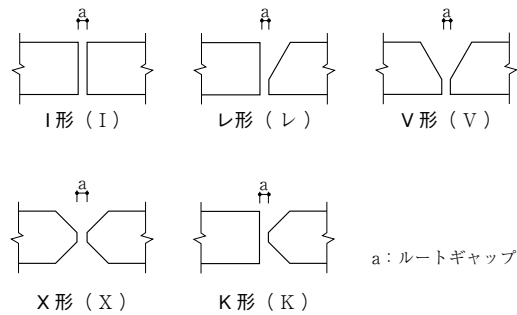 a a a
I形（I） レ形（レ） V形（V）
a a
a：ルートギャップ
X形（X） K形（K）